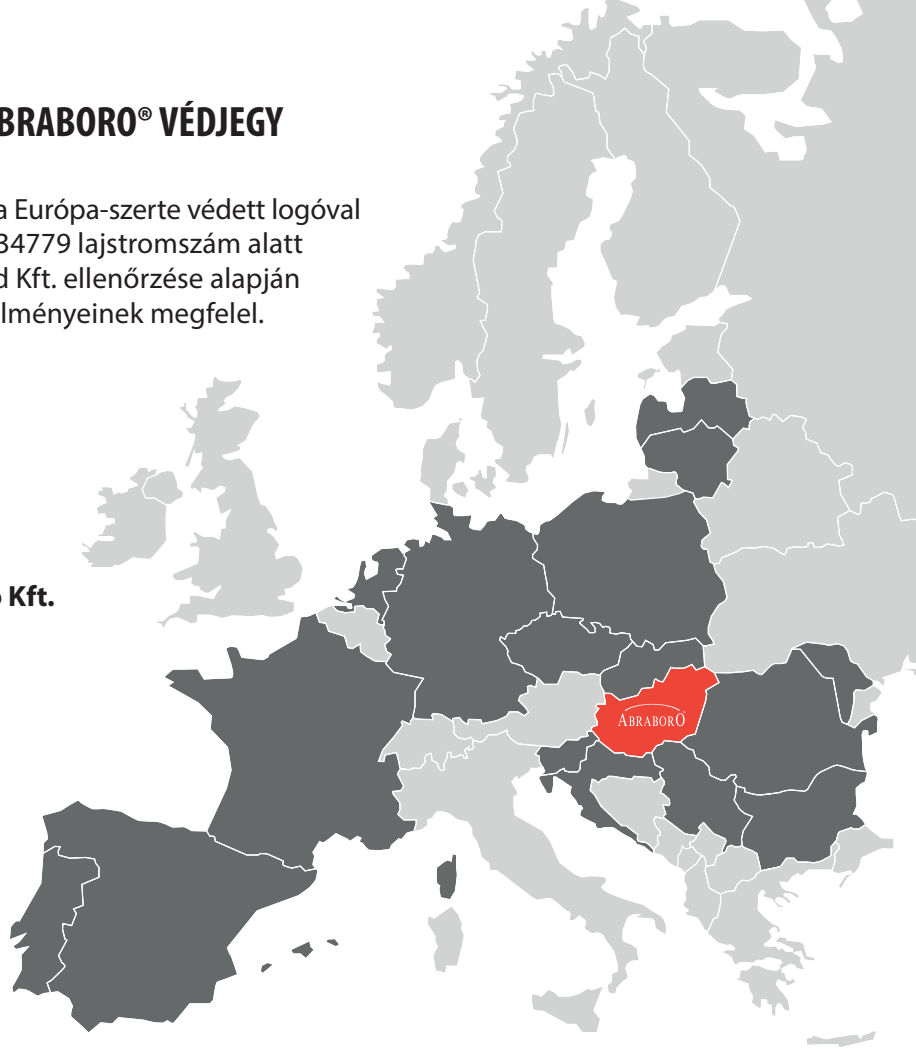 BRABORO® VÉDJEGY
a Európa-szerte védett logóval
34779 lajstromszám alatt
d Kft. ellenőrzése alapján
lményeinek megfelel.
Kft.
ABRABORO